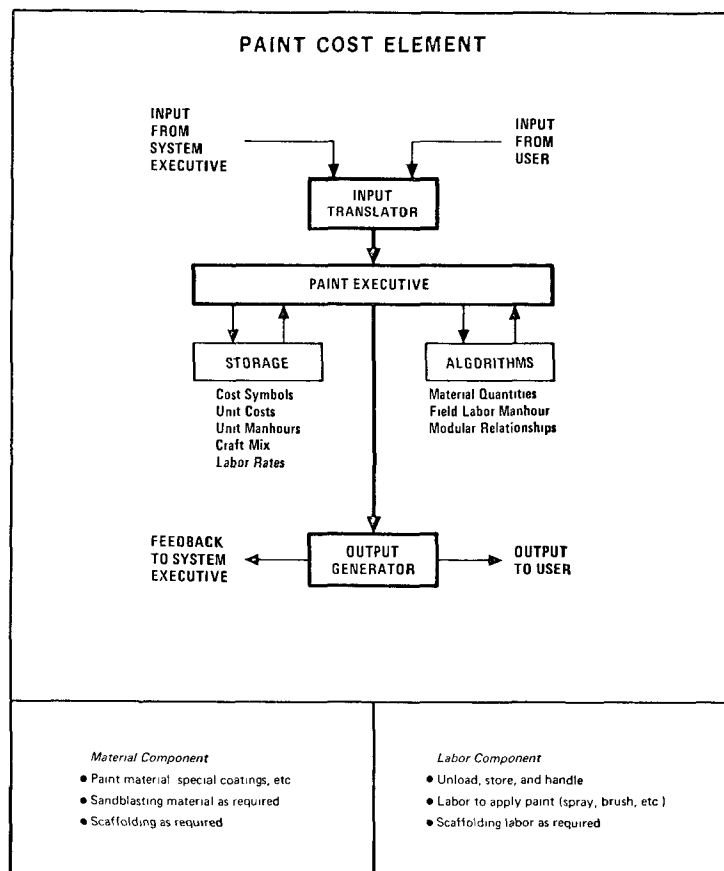 PAINT COST ELEMENT
INPUT
FROM
SYSTEM
EXECUTIVE
INPUT
FROM
USER
INPUT
TRANSLATOR
PAINT EXECUTIVE
STORAGE
Cost Symbols
Unit Costs
Unit Manhours
Craft Mix
Labor Rates
ALGORITHMS
Material Quantities
Field Labor Manhour
Modular Relationships
FEEDBACK
TO SYSTEM
EXECUTIVE
OUTPUT
GENERATOR
OUTPUT
TO USER
Material Component
● Paint material special coatings, etc
● Sandblasting material as required
● Scaffolding as required
Labor Component
● Unload, store, and handle
● Labor to apply paint (spray, brush, etc )
● Scaffolding labor as required